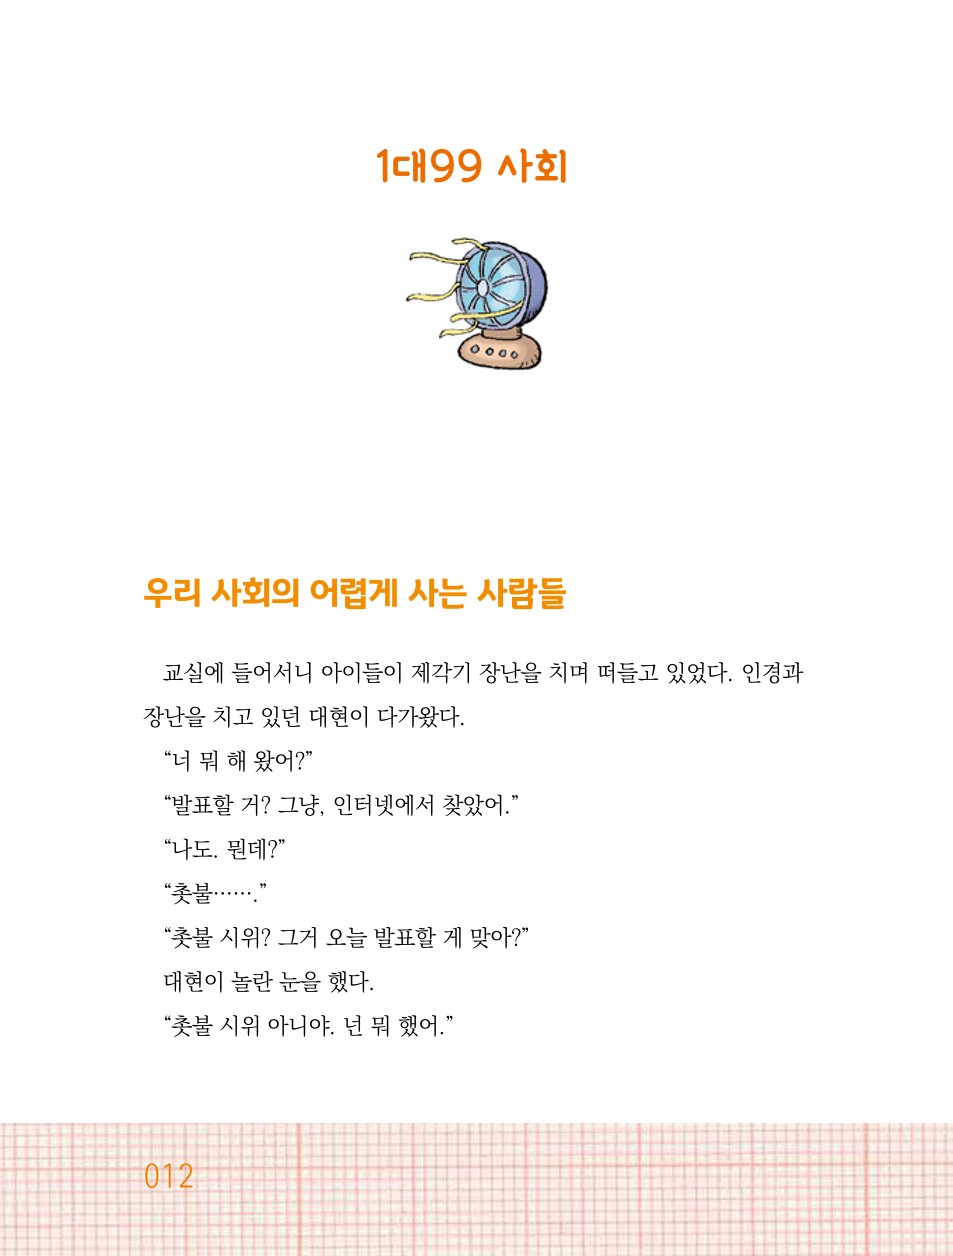 1대99 사회
우리 사회의 어렵게 사는 사람들
교실에 들어서니 아이들이 제각기 장난을 치며 떠들고 있었다. 인경과
장난을 치고 있던 대현이 다가왔다.
“너 뭐 해 왔어?”
“발표할 거? 그냥, 인터넷에서 찾았어.”
“나도. 뭔데?”
“촛불…….”
“촛불 시위? 그거 오늘 발표할 게 맞아?”
대현이 놀란 눈을 했다.
“촛불 시위 아니야. 넌 뭐 했어.”
012